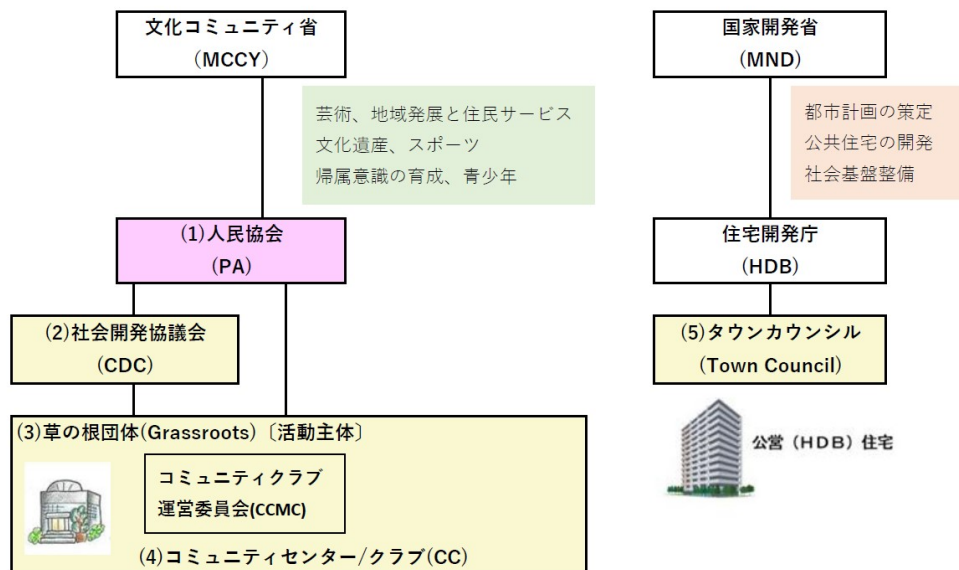 文化コミュニティ省
(MCCY)
国家開発省
(MND)
芸術、地域発展と住民サービス
文化遺産、スポーツ
帰属意識の育成、青少年
都市計画の策定
公共住宅の開発
社会基盤整備
(1)人民協会
(PA)
住宅開発庁
(HDB)
(2)社会開発協議会
(CDC)
(5)タウンカウンシル
(Town Council)
(3)草の根団体(Grassroots)〔活動主体〕
コミュニティクラブ
運営委員会(CCMC)
(4)コミュニティセンター/クラブ(CC)
公営（HDB）住宅